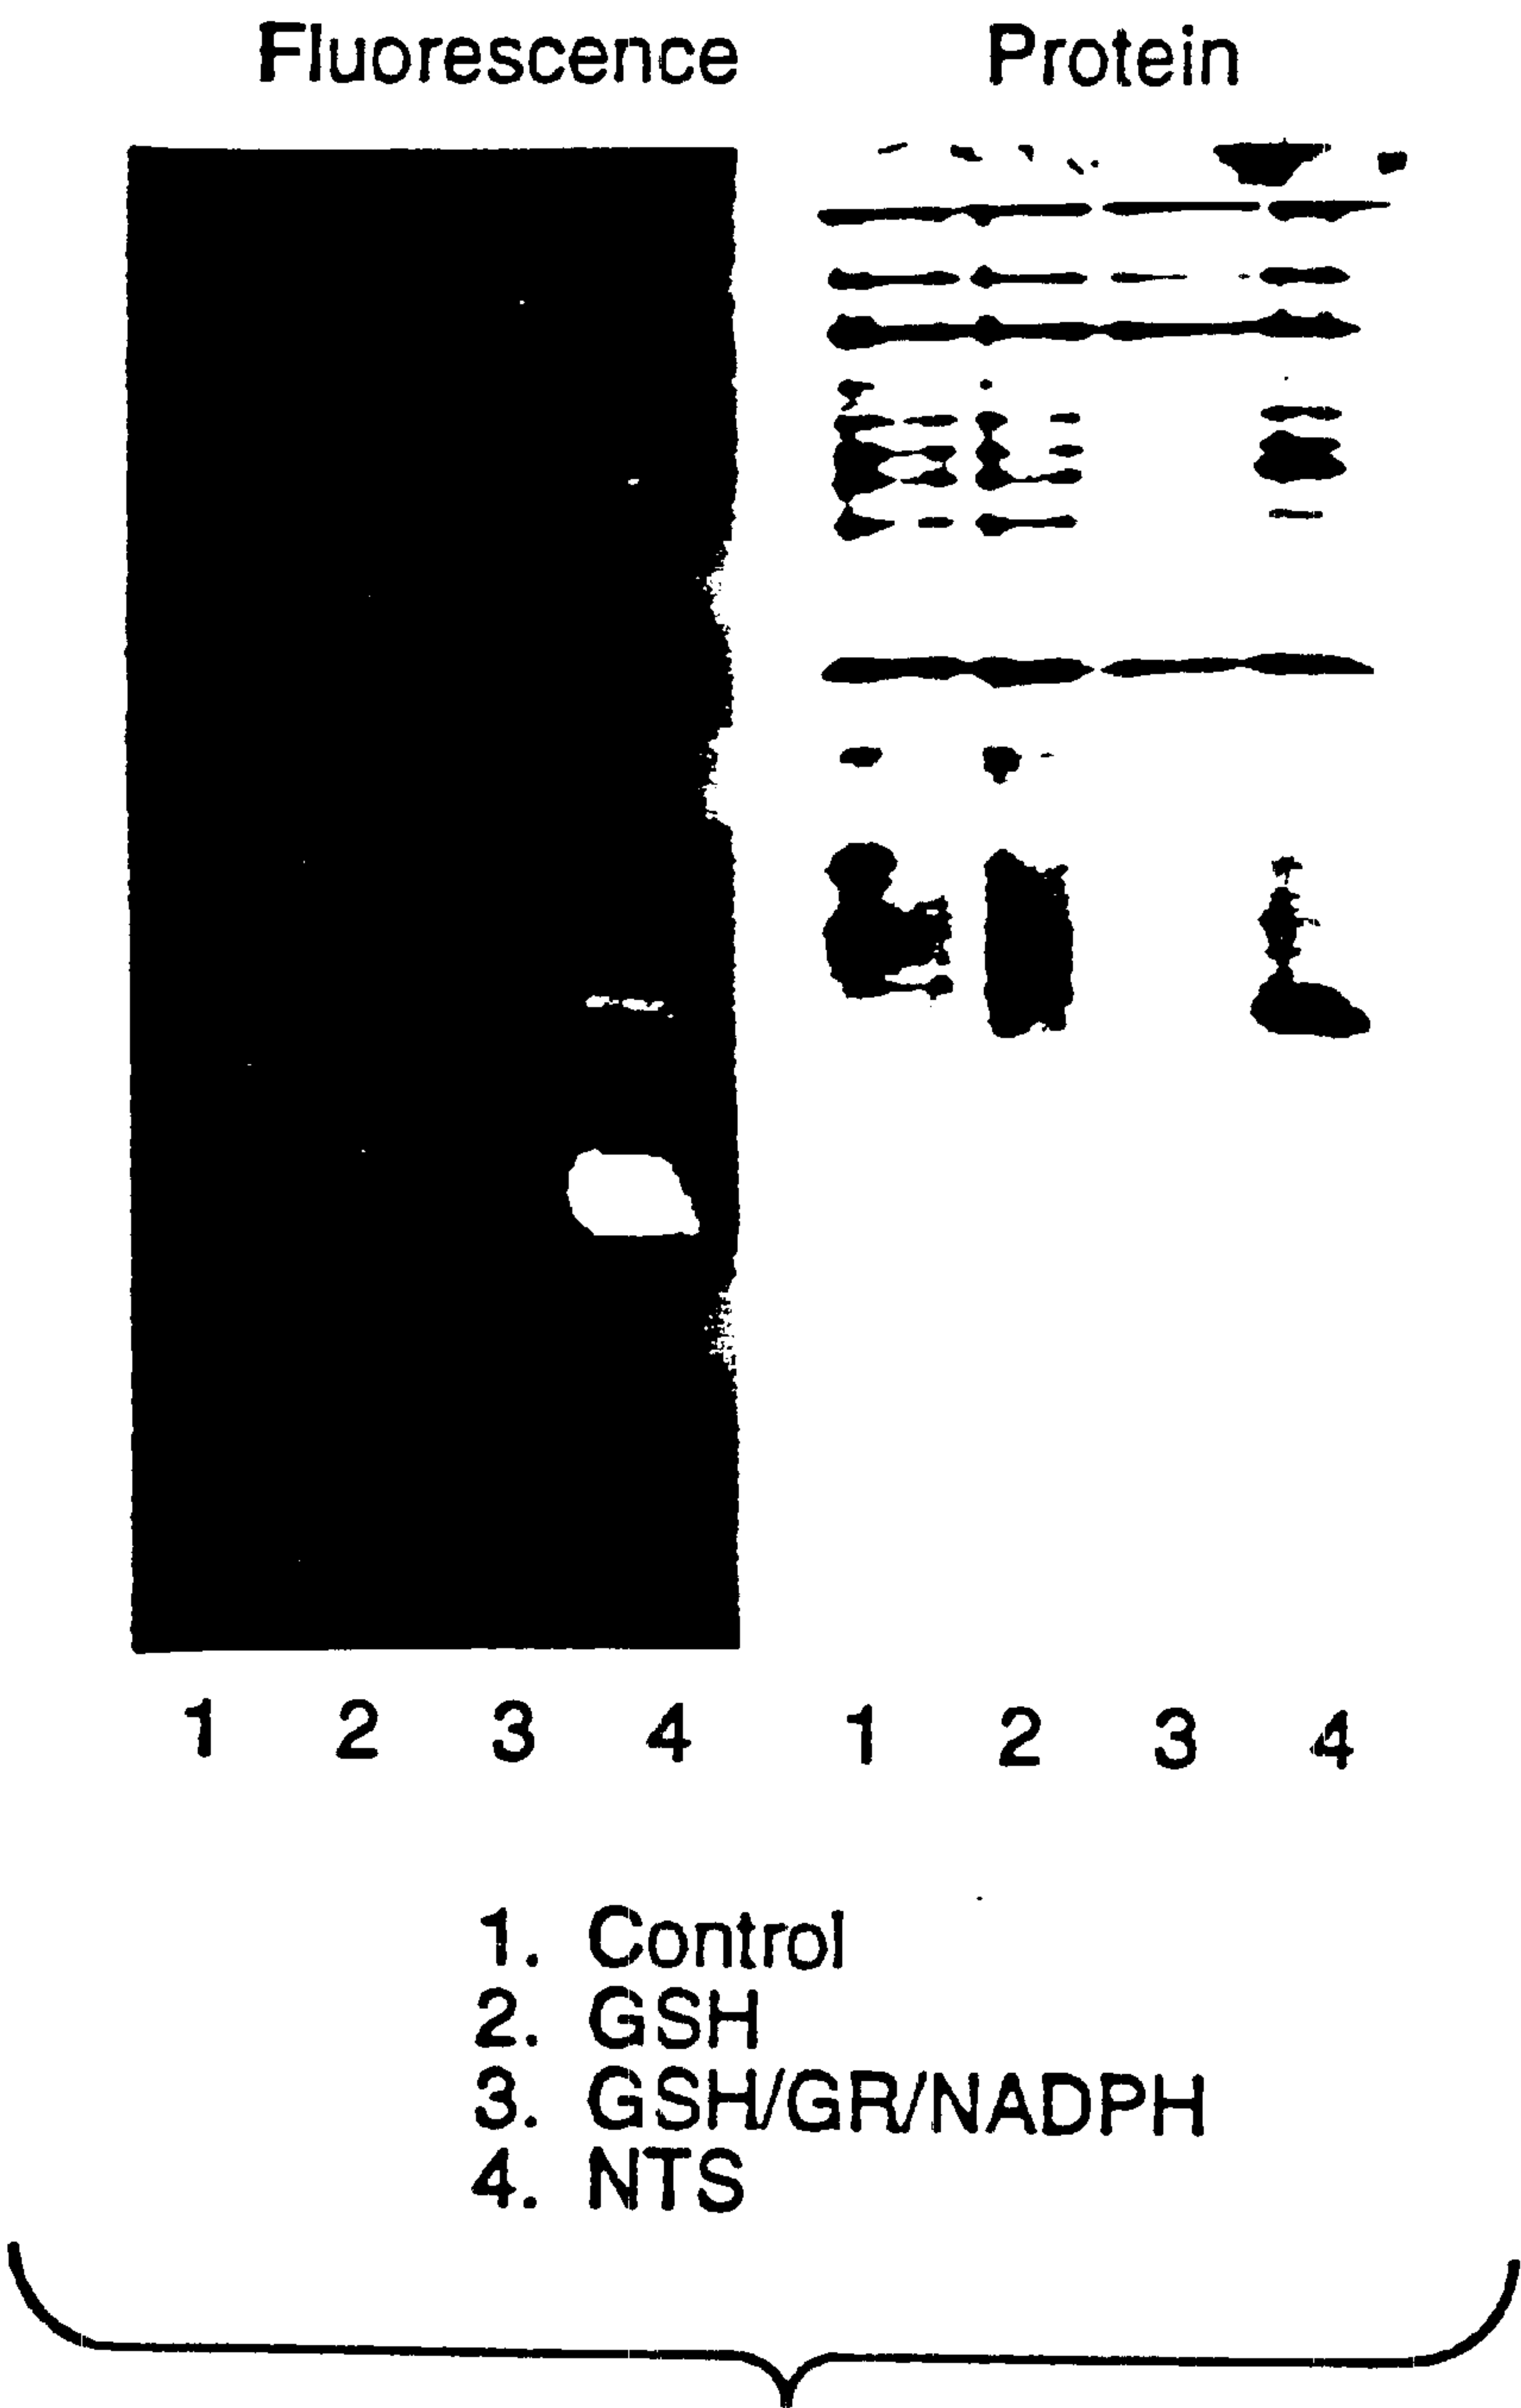 Fluorescence Protein
1 2 3 4 1 2 3 4
1. Control
2. GSH
3. GSH/GR/NADPH
4. NTS